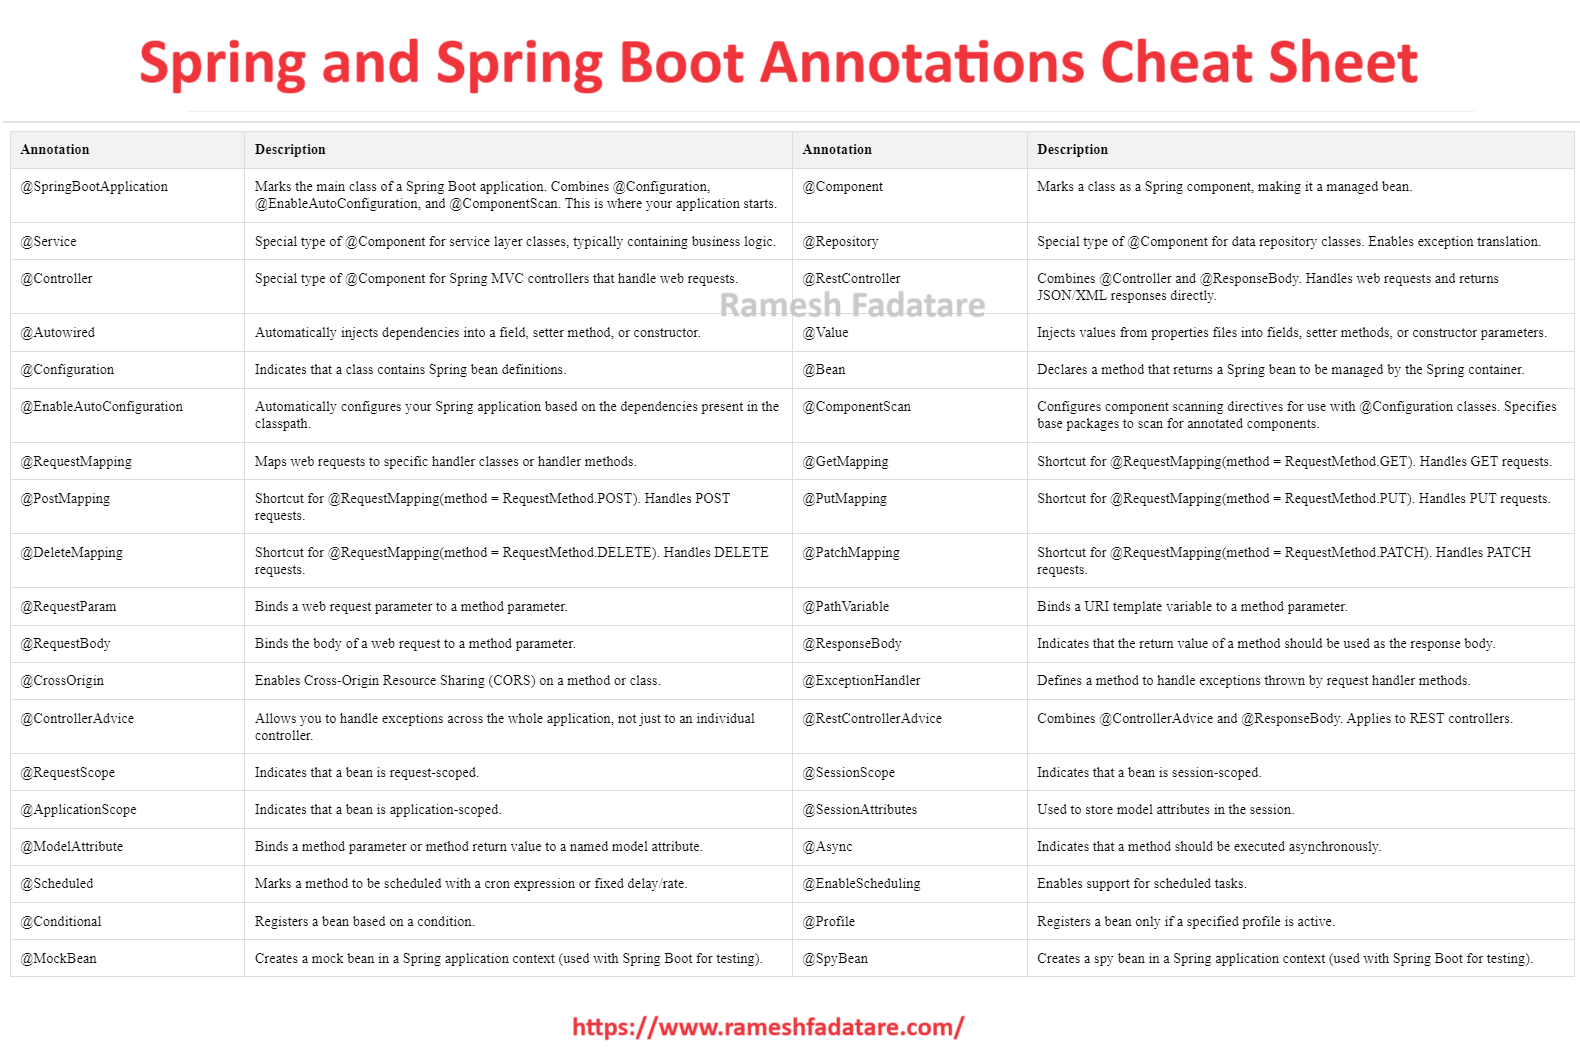 Spring and Spring Boot Annotations Cheat Sheet
Annotation Description Annotation Description
@SpringBootApplication Marks the main class of a Spring Boot application. Combines @Configuration, @Component Marks a class as a Spring component, making it a managed bean.
@EnableAutoConfiguration, and @ComponentScan. This is where your application starts.
@Service Special type of @Component for service layer classes, typically containing business logic. @Repository Special type of @Component for data repository classes. Enables exception translation.
@Controller Special type of @Component for Spring MVC controllers that handle web requests. @RestController Combines @Controller and @ResponseBody. Handles web requests and returns
JSON/XML responses directly.
Ramesh Fadatare
@Autowired Automatically injects dependencies into a field, setter method, or constructor. @Value Injects values from properties files into fields, setter methods, or constructor parameters.
@Configuration Indicates that a class contains Spring bean definitions. @Bean Declares a method that returns a Spring bean to be managed by the Spring container.
@EnableAutoConfiguration Automatically configures your Spring application based on the dependencies present in the @ComponentScan Configures component scanning directives for use with @Configuration classes. Specifies
classpath. base packages to scan for annotated components.
@RequestMapping Maps web requests to specific handler classes or handler methods. @GetMapping Shortcut for @RequestMapping(method = RequestMethod.GET). Handles GET requests.
@PostMapping Shortcut for @RequestMapping(method = RequestMethod.POST). Handles POST @PutMapping Shortcut for @RequestMapping(method = RequestMethod.PUT). Handles PUT requests.
requests.
@DeleteMapping Shortcut for @RequestMapping(method = RequestMethod.DELETE). Handles DELETE @PatchMapping Shortcut for @RequestMapping(method = RequestMethod.PATCH). Handles PATCH
requests. requests.
@RequestParam Binds a web request parameter to a method parameter. @PathVariable Binds a URI template variable to a method parameter.
@RequestBody Binds the body of a web request to a method parameter. @ResponseBody Indicates that the return value of a method should be used as the response body.
@CrossOrigin Enables Cross-Origin Resource Sharing (CORS) on a method or class. @ExceptionHandler Defines a method to handle exceptions thrown by request handler methods.
@ControllerAdvice Allows you to handle exceptions across the whole application, not just to an individual @RestControllerAdvice Combines @ControllerAdvice and @ResponseBody. Applies to REST controllers.
controller.
@RequestScope Indicates that a bean is request-scoped. @SessionScope Indicates that a bean is session-scoped.
@ApplicationScope Indicates that a bean is application-scoped. @SessionAttributes Used to store model attributes in the session.
@ModelAttribute Binds a method parameter or method return value to a named model attribute. @Async Indicates that a method should be executed asynchronously.
@Scheduled Marks a method to be scheduled with a cron expression or fixed delay/rate. @EnableScheduling Enables support for scheduled tasks.
@Conditional Registers a bean based on a condition. @Profile Registers a bean only if a specified profile is active.
@MockBean Creates a mock bean in a Spring application context (used with Spring Boot for testing). @SpyBean Creates a spy bean in a Spring application context (used with Spring Boot for testing).
https://www.rameshfadatare.com/